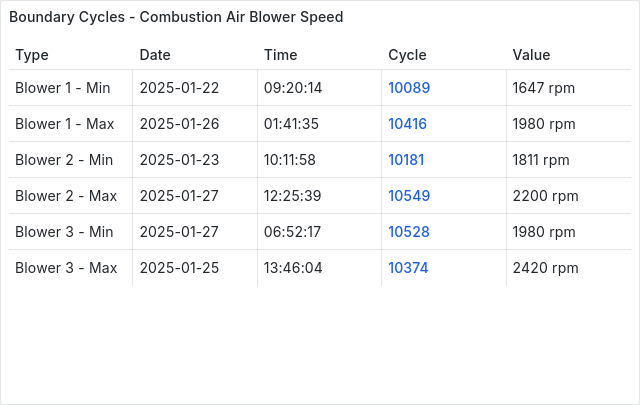 Boundary Cycles - Combustion Air Blower Speed
Type Date Time Cycle Value
Blower 1 - Min 2025-01-22 09:20:14 10089 1647 rpm
Blower 1 - Max 2025-01-26 01:41:35 10416 1980 rpm
Blower 2 - Min 2025-01-23 10:11:58 10181 1811 rpm
Blower 2 - Max 2025-01-27 12:25:39 10549 2200 rpm
Blower 3 - Min 2025-01-27 06:52:17 10528 1980 rpm
Blower 3 - Max 2025-01-25 13:46:04 10374 2420 rpm